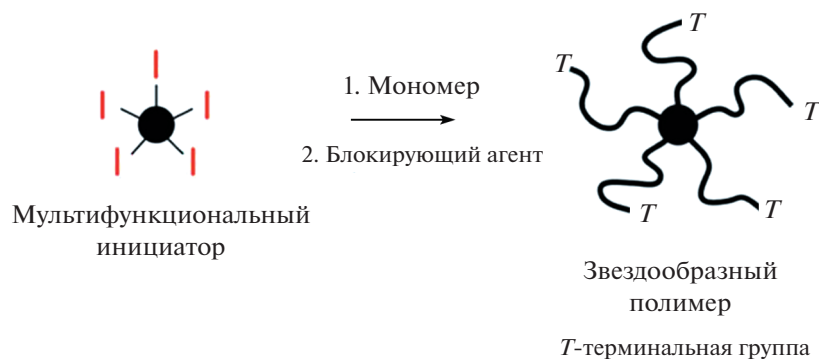 I
I
I
I
I
Мультифункциональный
инициатор
1. Мономер
2. Блокирующий агент
T
T
T
T
T
Звездообразный
полимер
T-терминальная группа